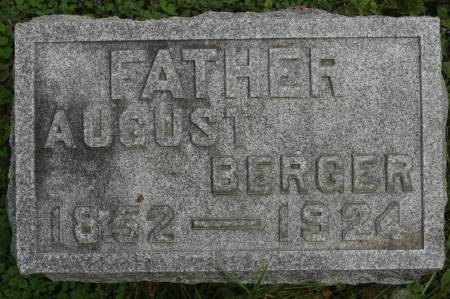 FATHER
AUGUST
BERGER
1852 — 1924